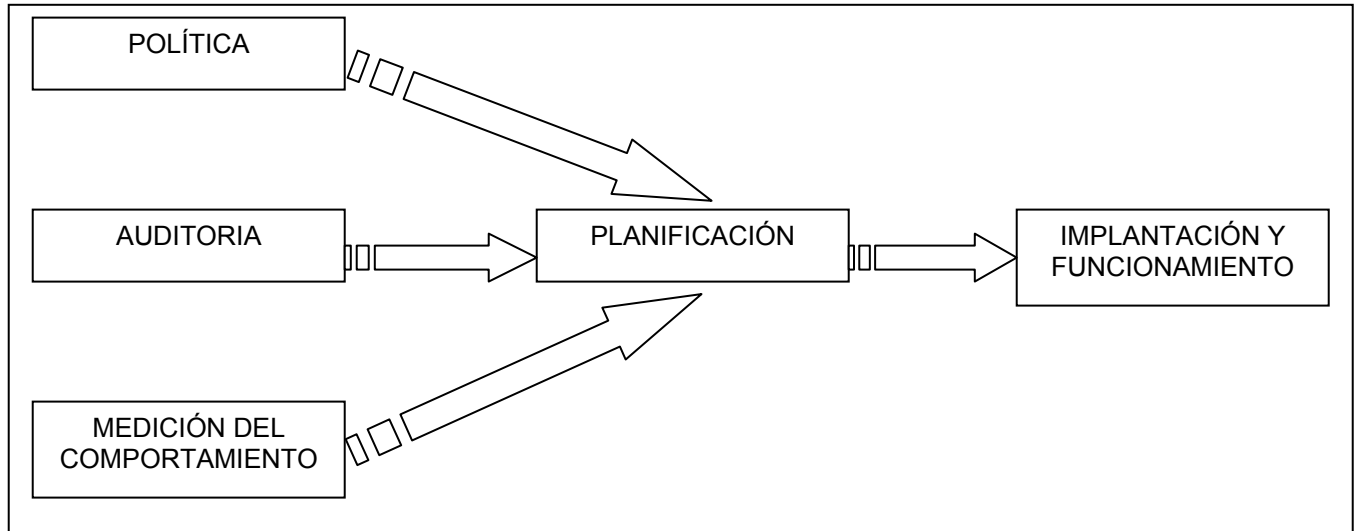 POLÍTICA
AUDITORIA
PLANIFICACIÓN
IMPLANTACIÓN Y
FUNCIONAMIENTO
MEDICIÓN DEL
COMPORTAMIENTO